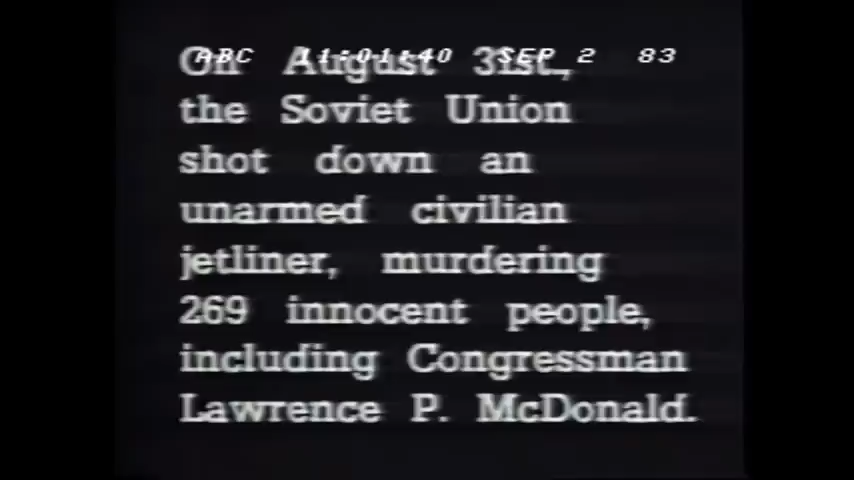 ABC 11:01:40 SEP 2 83
On August 31st.,
the Soviet Union
shot down an
unarmed civilian
jetliner, murdering
269 innocent people,
including Congressman
Lawrence P. McDonald.